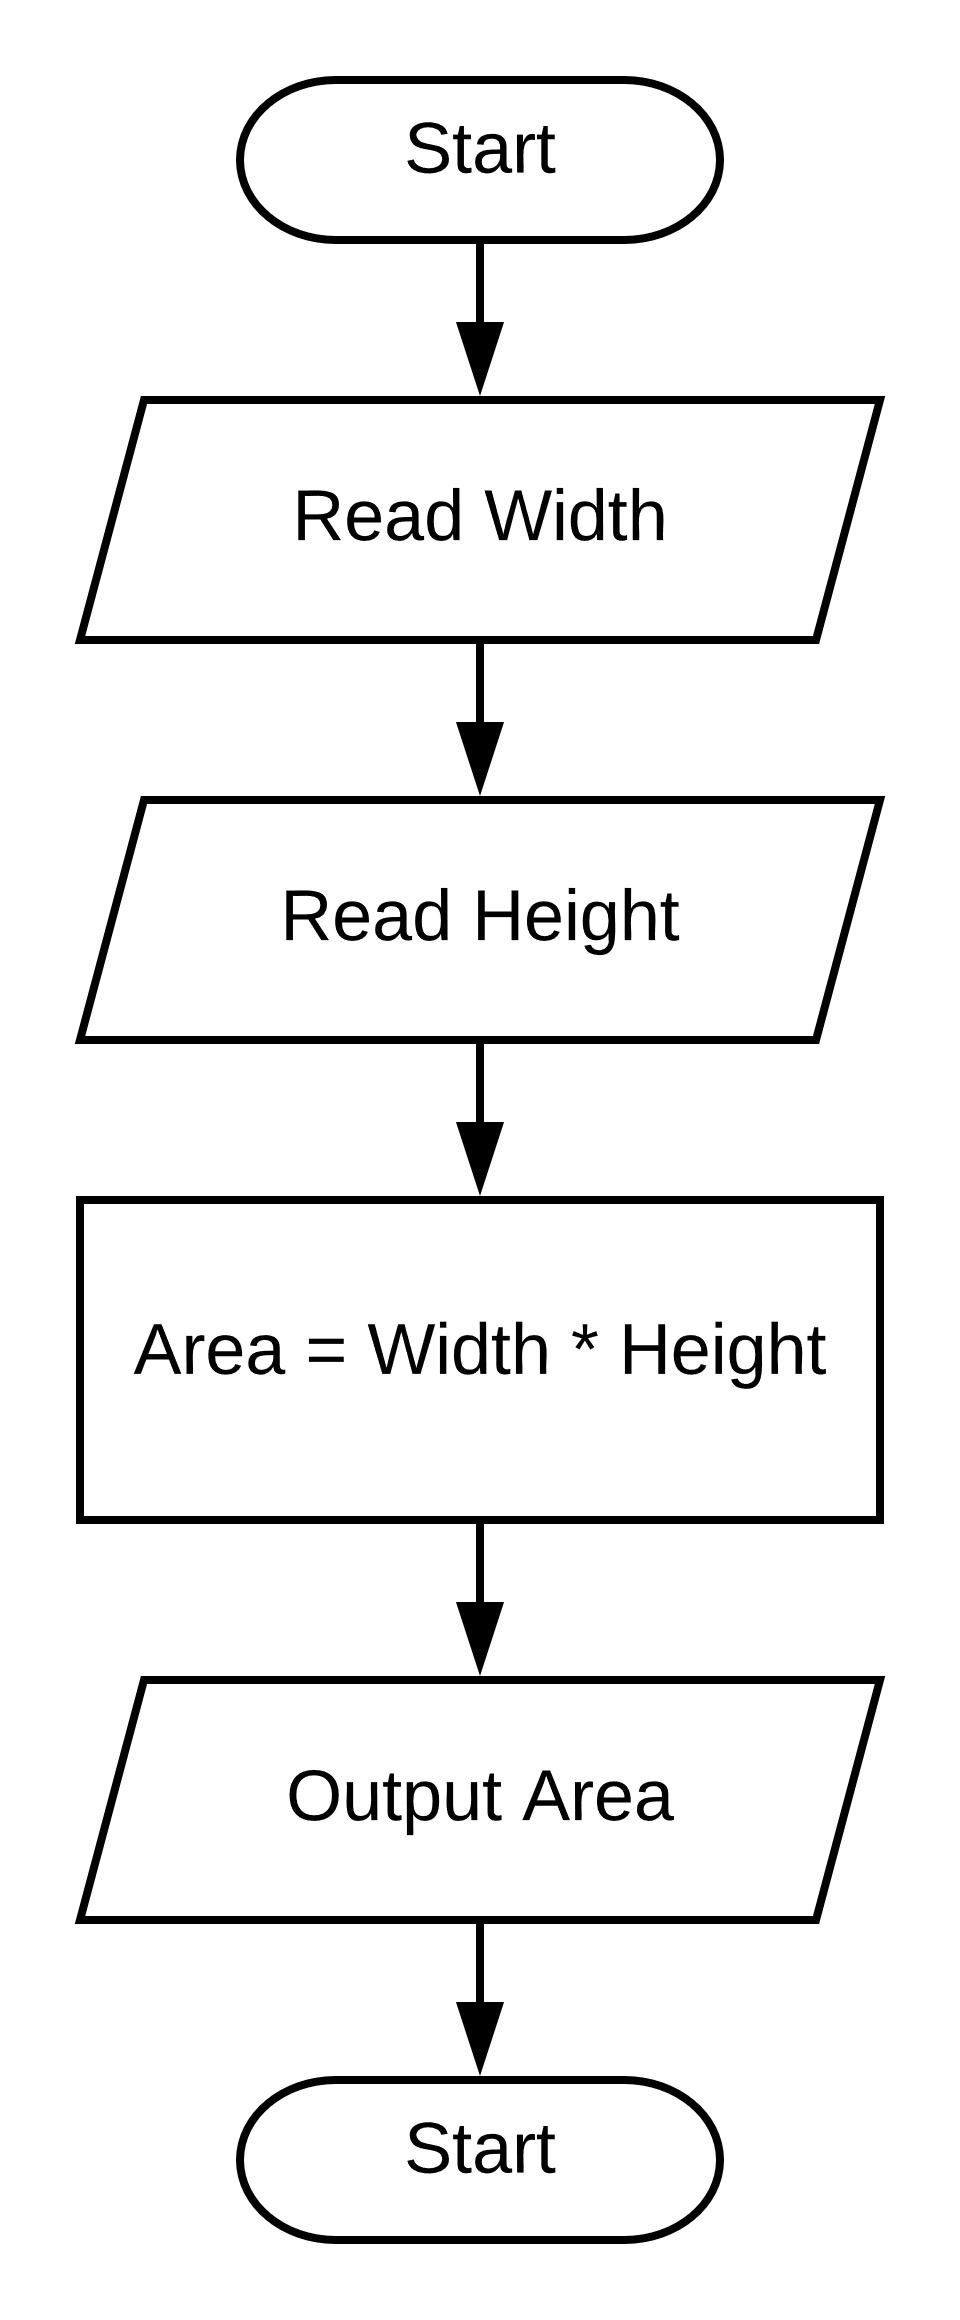 Start
Read Width
Read Height
Area = Width * Height
Output Area
Start